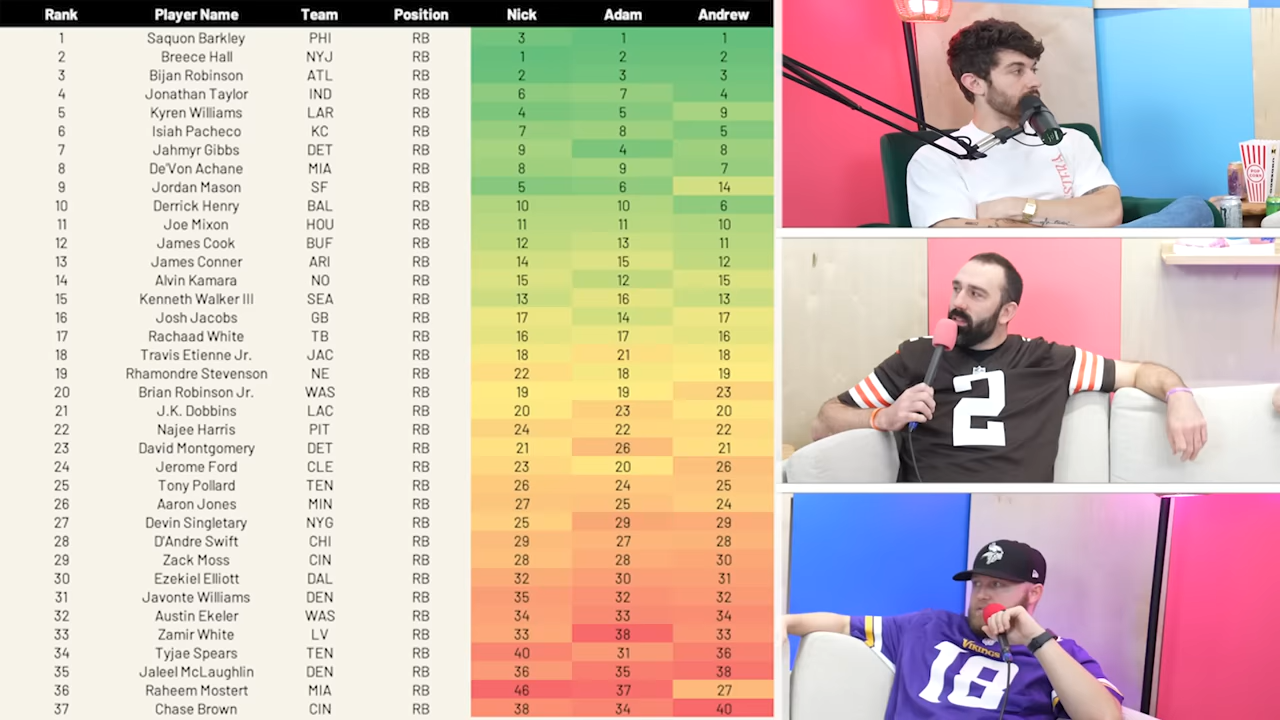 Rank Player Name Team Position Nick Adam Andrew
1 Saquon Barkley PHI RB 3 1 1
2 Breece Hall NYJ RB 1 2 2
3 Bijan Robinson ATL RB 2 3 3
4 Jonathan Taylor IND RB 6 7 4
5 Kyren Williams LAR RB 4 5 9
6 Isiah Pacheco KC RB 7 8 5
7 Jahmyr Gibbs DET RB 9 4 8
8 De'Von Achane MIA RB 8 9 7
9 Jordan Mason SF RB 5 6 14
10 Derrick Henry BAL RB 10 10 6
11 Joe Mixon HOU RB 11 11 10
12 James Cook BUF RB 12 13 11
13 James Conner ARI RB 14 15 12
14 Alvin Kamara NO RB 15 12 15
15 Kenneth Walker III SEA RB 13 16 13
16 Josh Jacobs GB RB 17 14 17
17 Rachaad White TB RB 16 17 16
18 Travis Etienne Jr. JAC RB 18 21 18
19 Rhamondre Stevenson NE RB 22 18 19
20 Brian Robinson Jr. WAS RB 19 19 23
21 J.K. Dobbins LAC RB 20 23 20
22 Najee Harris PIT RB 24 22 22
23 David Montgomery DET RB 21 26 21
24 Jerome Ford CLE RB 23 20 26
25 Tony Pollard TEN RB 26 24 25
26 Aaron Jones MIN RB 27 25 24
27 Devin Singletary NYG RB 25 29 29
28 D'Andre Swift CHI RB 29 27 28
29 Zack Moss CIN RB 28 28 30
30 Ezekiel Elliott DAL RB 32 30 31
31 Javonte Williams DEN RB 35 32 32
32 Austin Ekeler WAS RB 34 33 34
33 Zamir White LV RB 33 38 33
34 Tyjae Spears TEN RB 40 31 36
35 Jaleel McLaughlin DEN RB 36 35 38
36 Raheem Mostert MIA RB 46 37 27
37 Chase Brown CIN RB 38 34 40
POP
CORN
2
VIKINGS
18